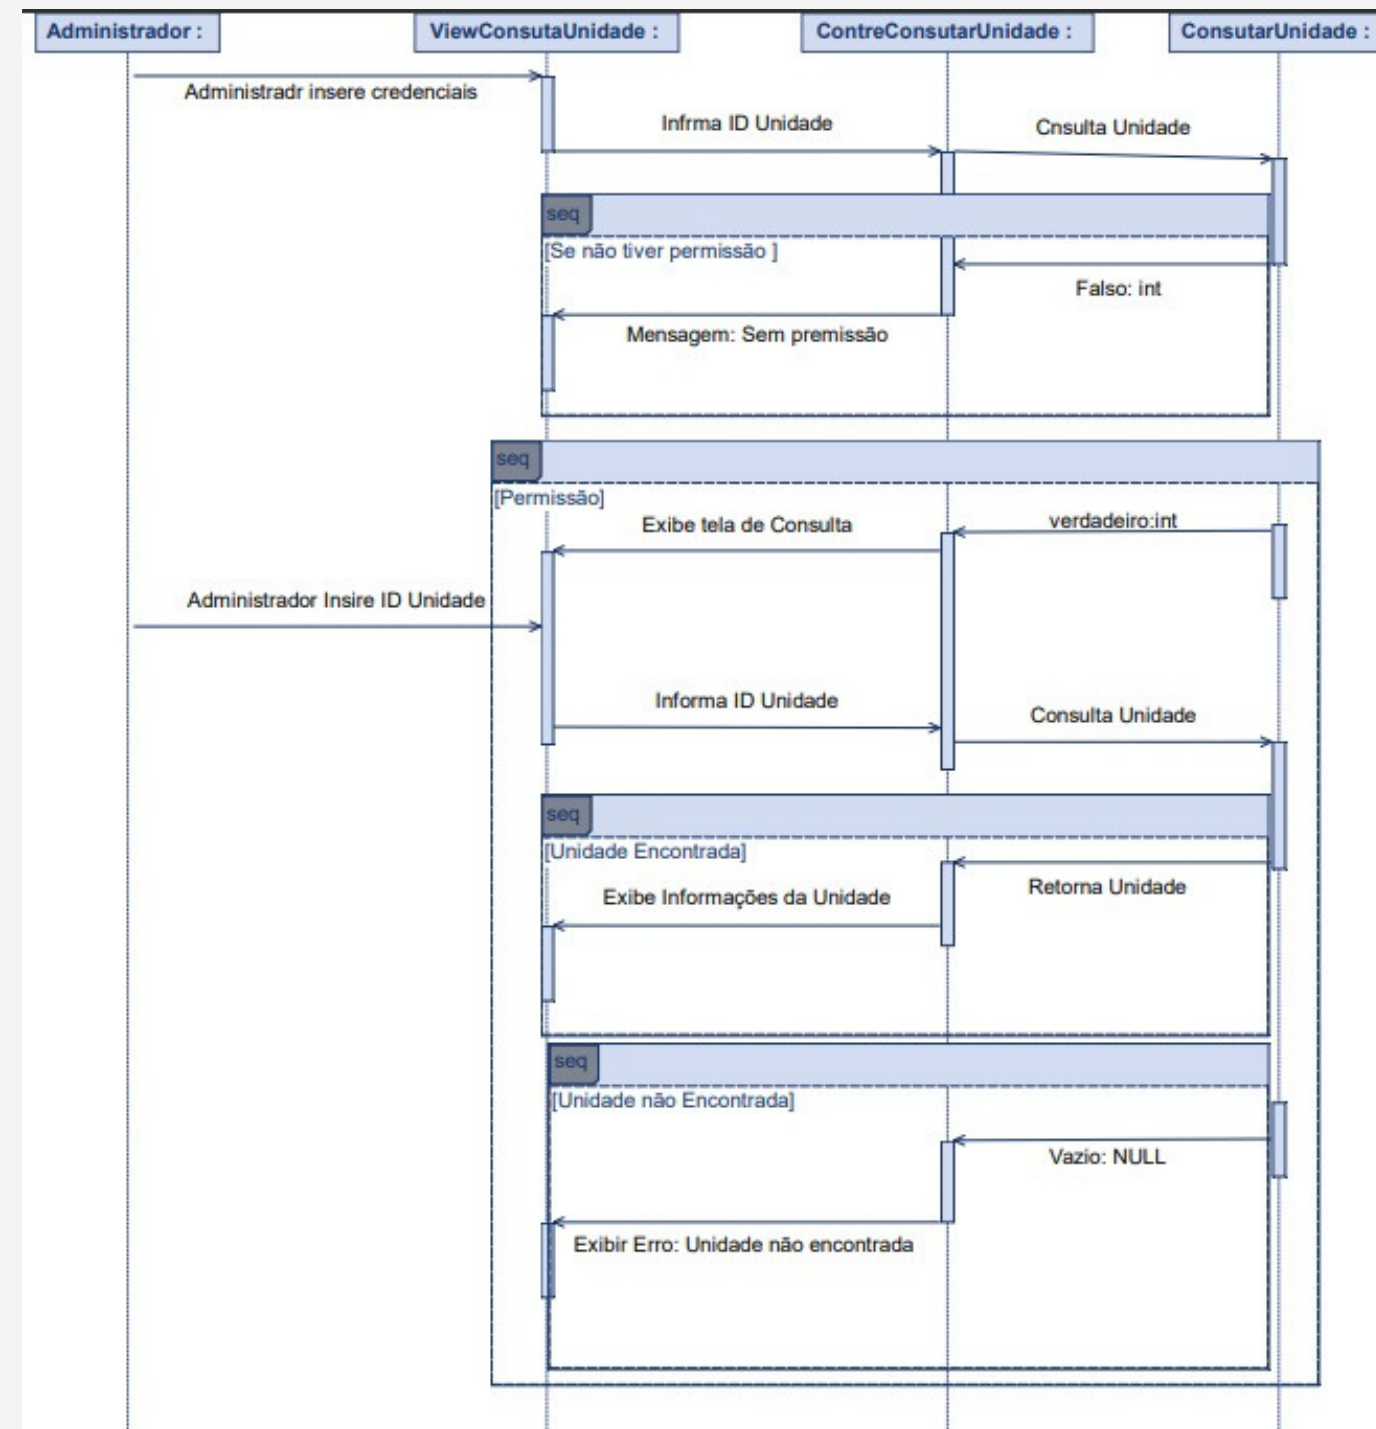 Administrador :
ViewConsutaUnidade :
ContreConsutarUnidade :
ConsutarUnidade :
Administradr insere credenciais
Infrma ID Unidade
Cnsulta Unidade
seq
[Se não tiver permissão ]
Falso: int
Mensagem: Sem premissão
seq
[Permissão]
Exibe tela de Consulta
verdadeiro:int
Administrador Insire ID Unidade
Informa ID Unidade
Consulta Unidade
seq
[Unidade Encontrada]
Retorna Unidade
Exibe Informações da Unidade
seq
[Unidade não Encontrada]
Vazio: NULL
Exibir Erro: Unidade não encontrada